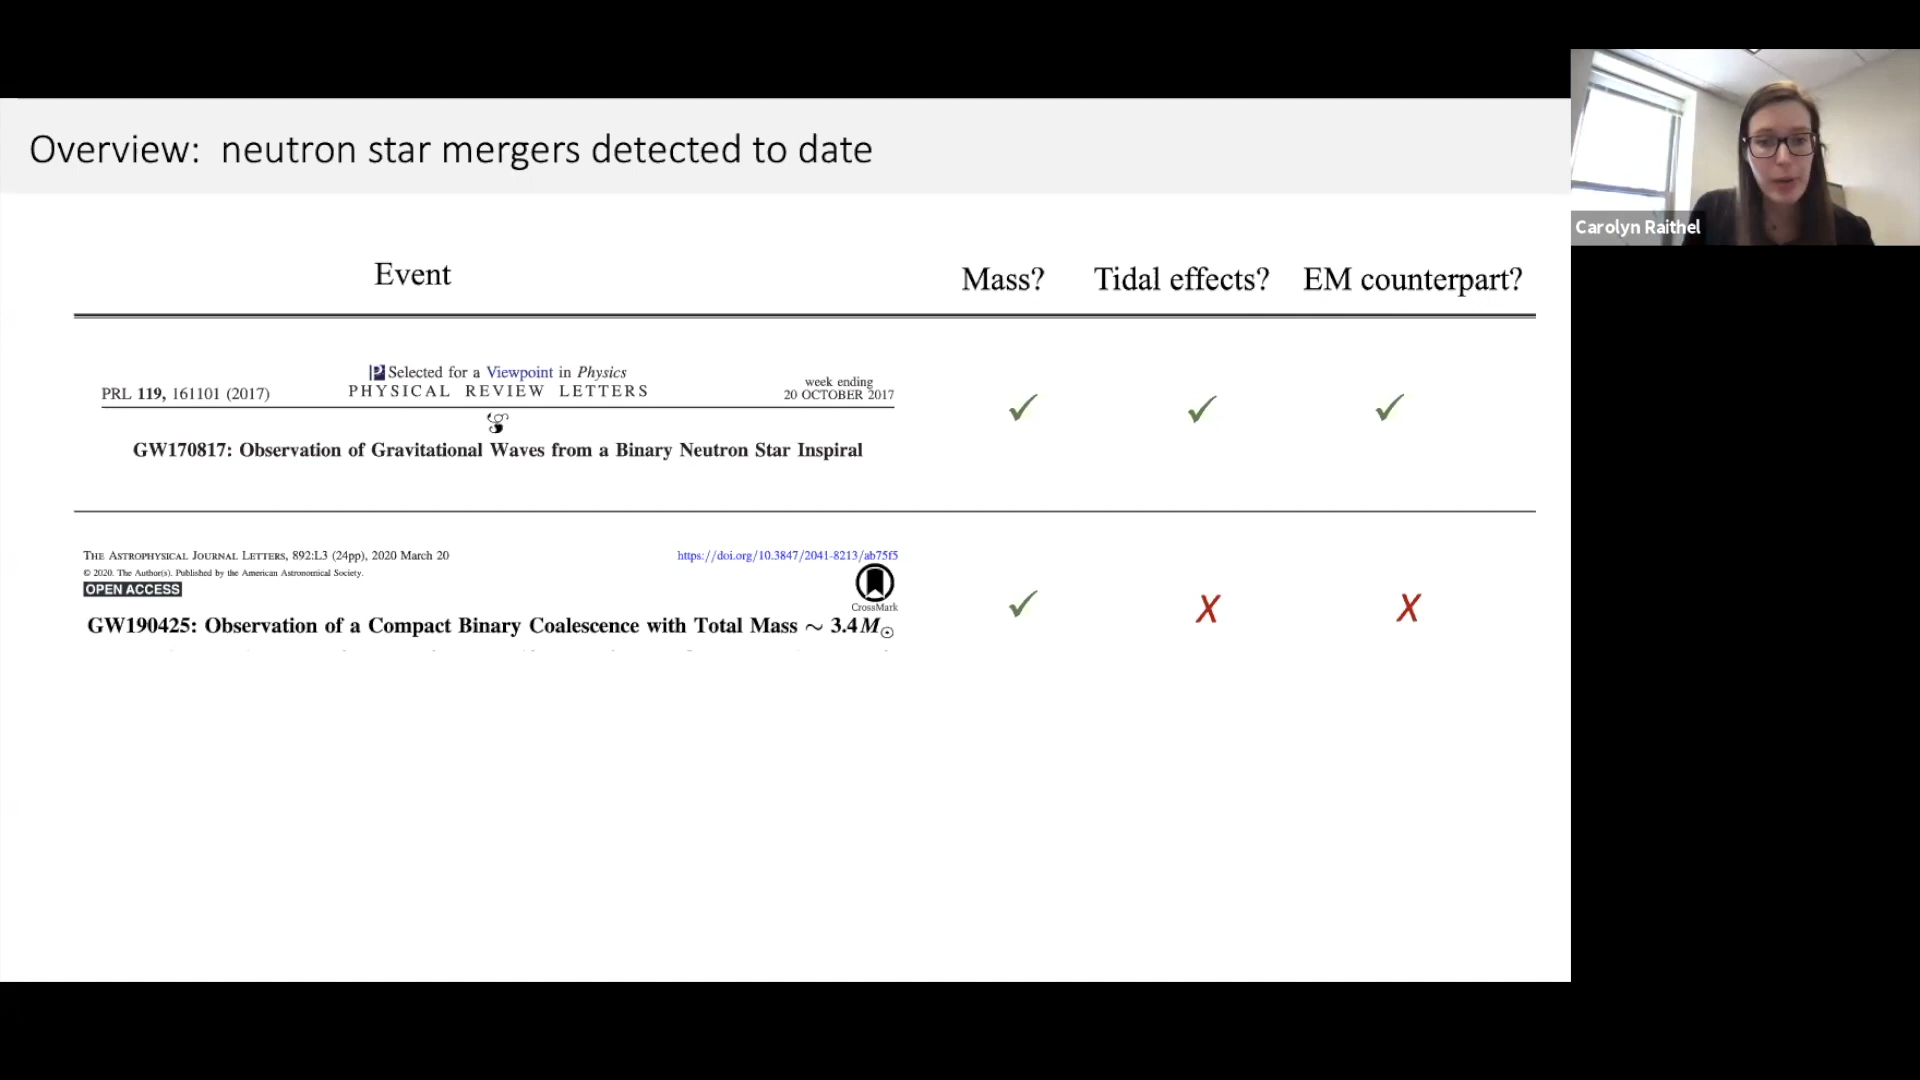 Overview: neutron star mergers detected to date
Carolyn Raithel
Event
Mass? Tidal effects? EM counterpart?
Selected for a Viewpoint in Physics
PRL 119, 161101 (2017) PHYSICAL REVIEW LETTERS week ending 20 OCTOBER 2017
GW170817: Observation of Gravitational Waves from a Binary Neutron Star Inspiral
✓ ✓ ✓
THE ASTROPHYSICAL JOURNAL LETTERS, 892:L3 (24pp), 2020 March 20 https://doi.org/10.3847/2041-8213/ab75f5
© 2020. The Author(s). Published by the American Astronomical Society.
OPEN ACCESS
CrossMark
GW190425: Observation of a Compact Binary Coalescence with Total Mass ∼ 3.4M⊙
✓ X X